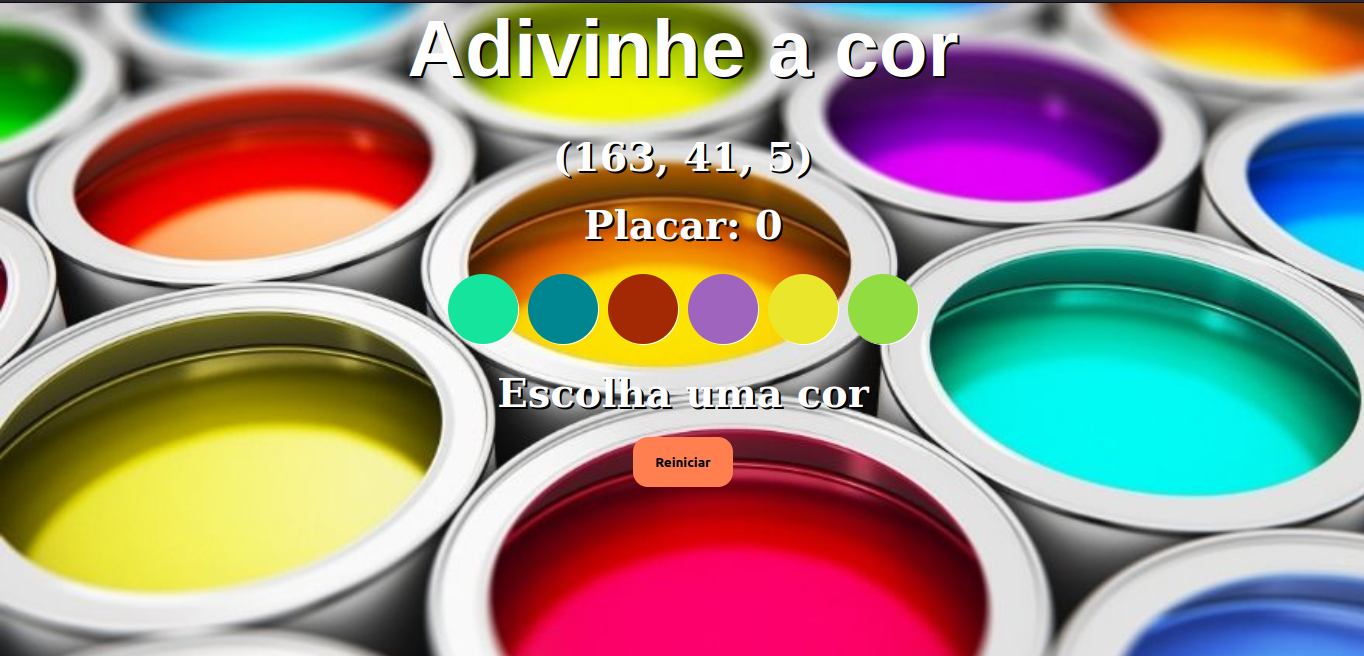 Adivinhe a cor
(163, 41, 5)
Placar: 0
Escolha uma cor
Reiniciar